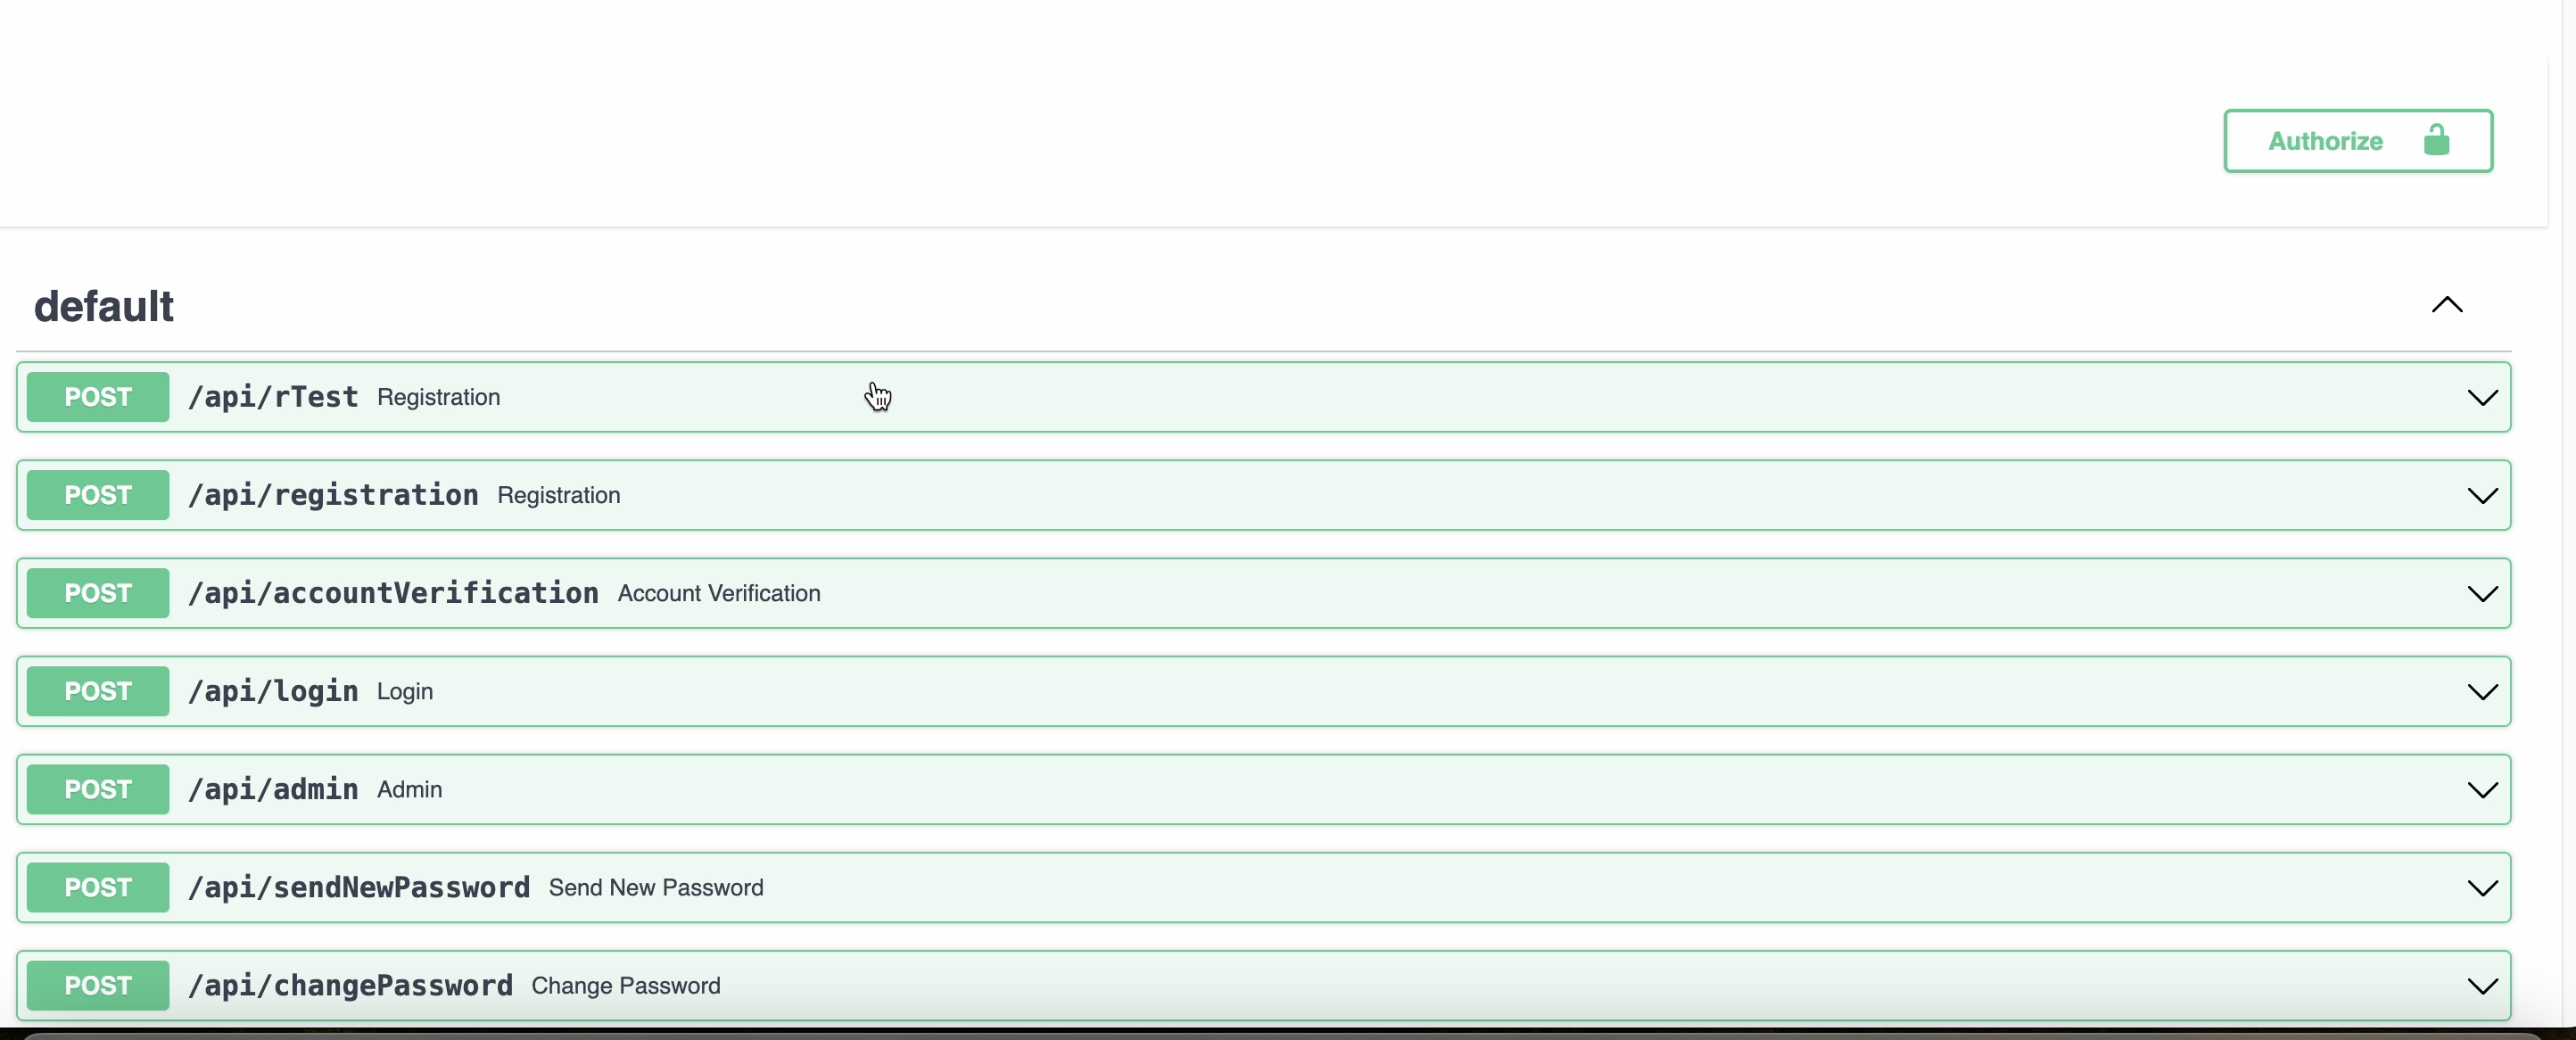 Authorize
default
POST /api/rTest Registration
POST /api/registration Registration
POST /api/accountVerification Account Verification
POST /api/login Login
POST /api/admin Admin
POST /api/sendNewPassword Send New Password
POST /api/changePassword Change Password